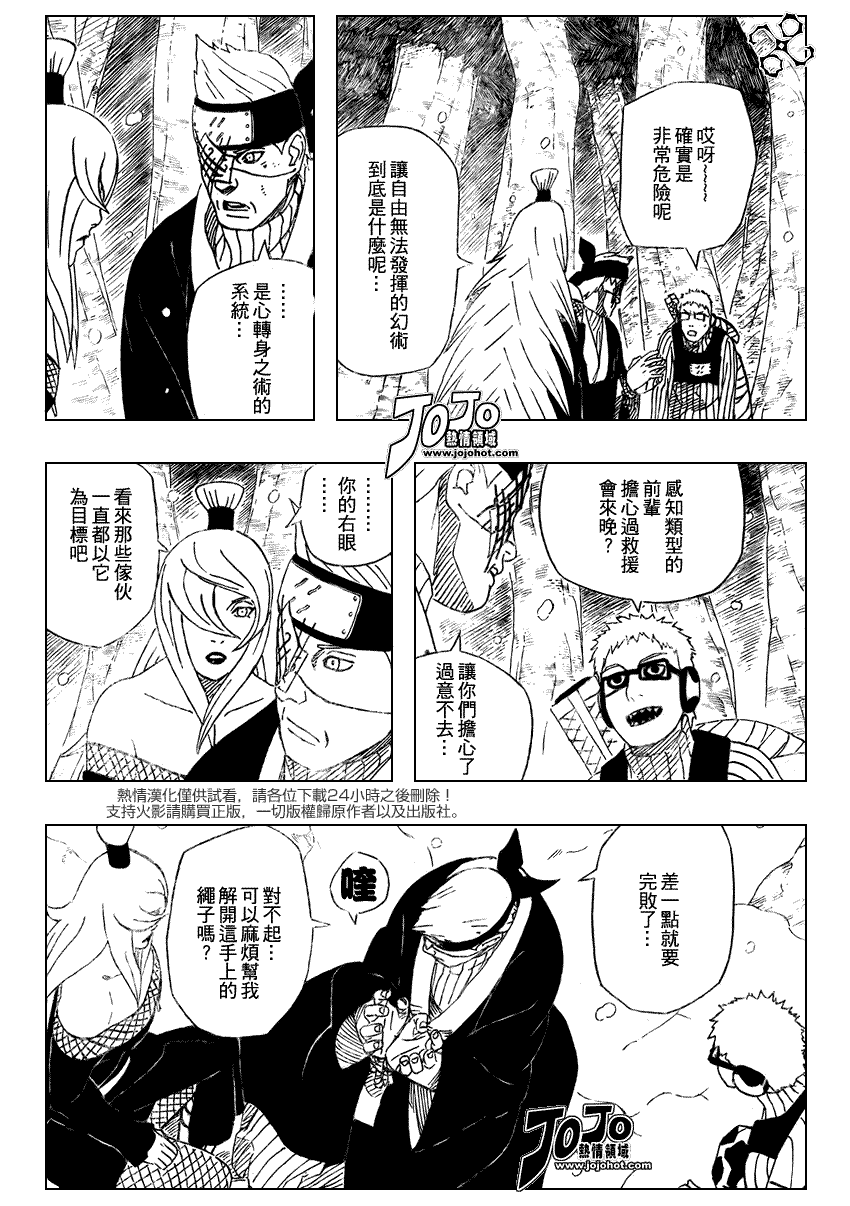 哎呀~~~~
確實是
非常危險呢
讓自由無法發揮的幻術
到底是什麼呢…
……
是心轉身之術的
系統…
JOJO
熱情領域
www.jojohot.com
感知類型的
前輩
擔心過救援
會來晚？
讓你們擔心了
過意不去…
………
你的右眼
……
看來那些傢伙
一直都以它
為目標吧
熱情漢化僅供試看，請各位下載24小時之後刪除！
支持火影請購買正版，一切版權歸原作者以及出版社。
差一點就要
完敗了…
喹
對不起…
可以麻煩幫我
解開這手上的
繩子嗎？
JOJO
熱情領域
www.jojohot.com